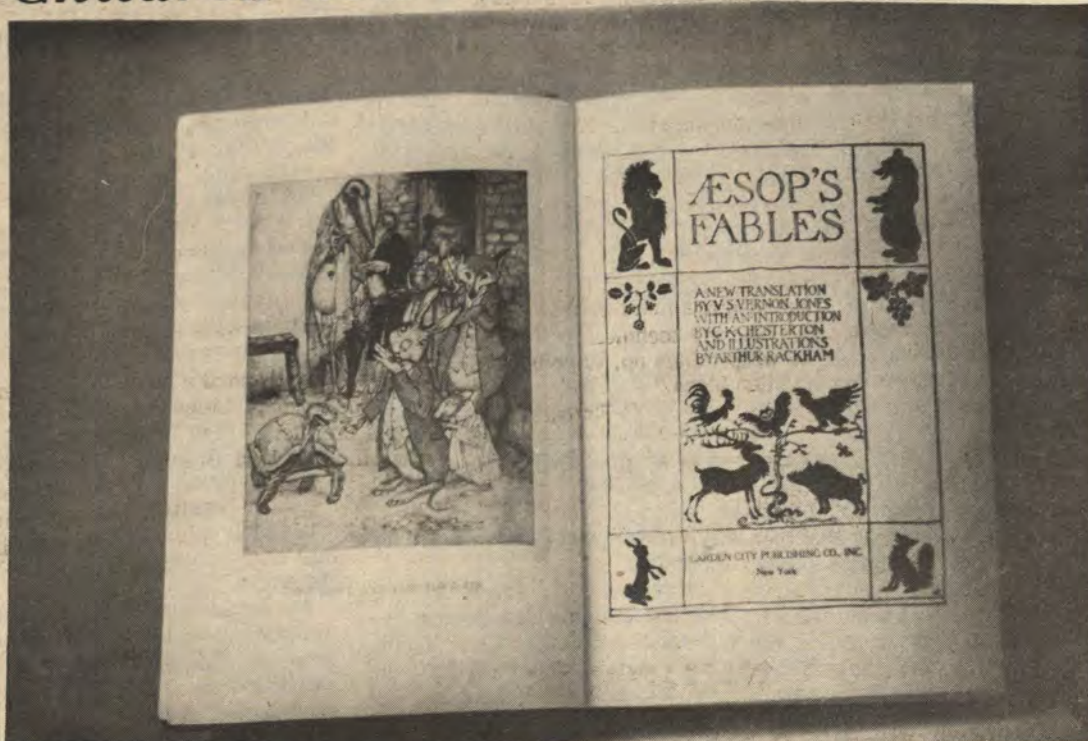 ÆSOP'S
FABLES
A NEW TRANSLATION
BY V. S. VERNON JONES
WITH AN INTRODUCTION
BY G. K. CHESTERTON
AND ILLUSTRATIONS
BY ARTHUR RACKHAM
GARDEN CITY PUBLISHING CO., INC.
New York